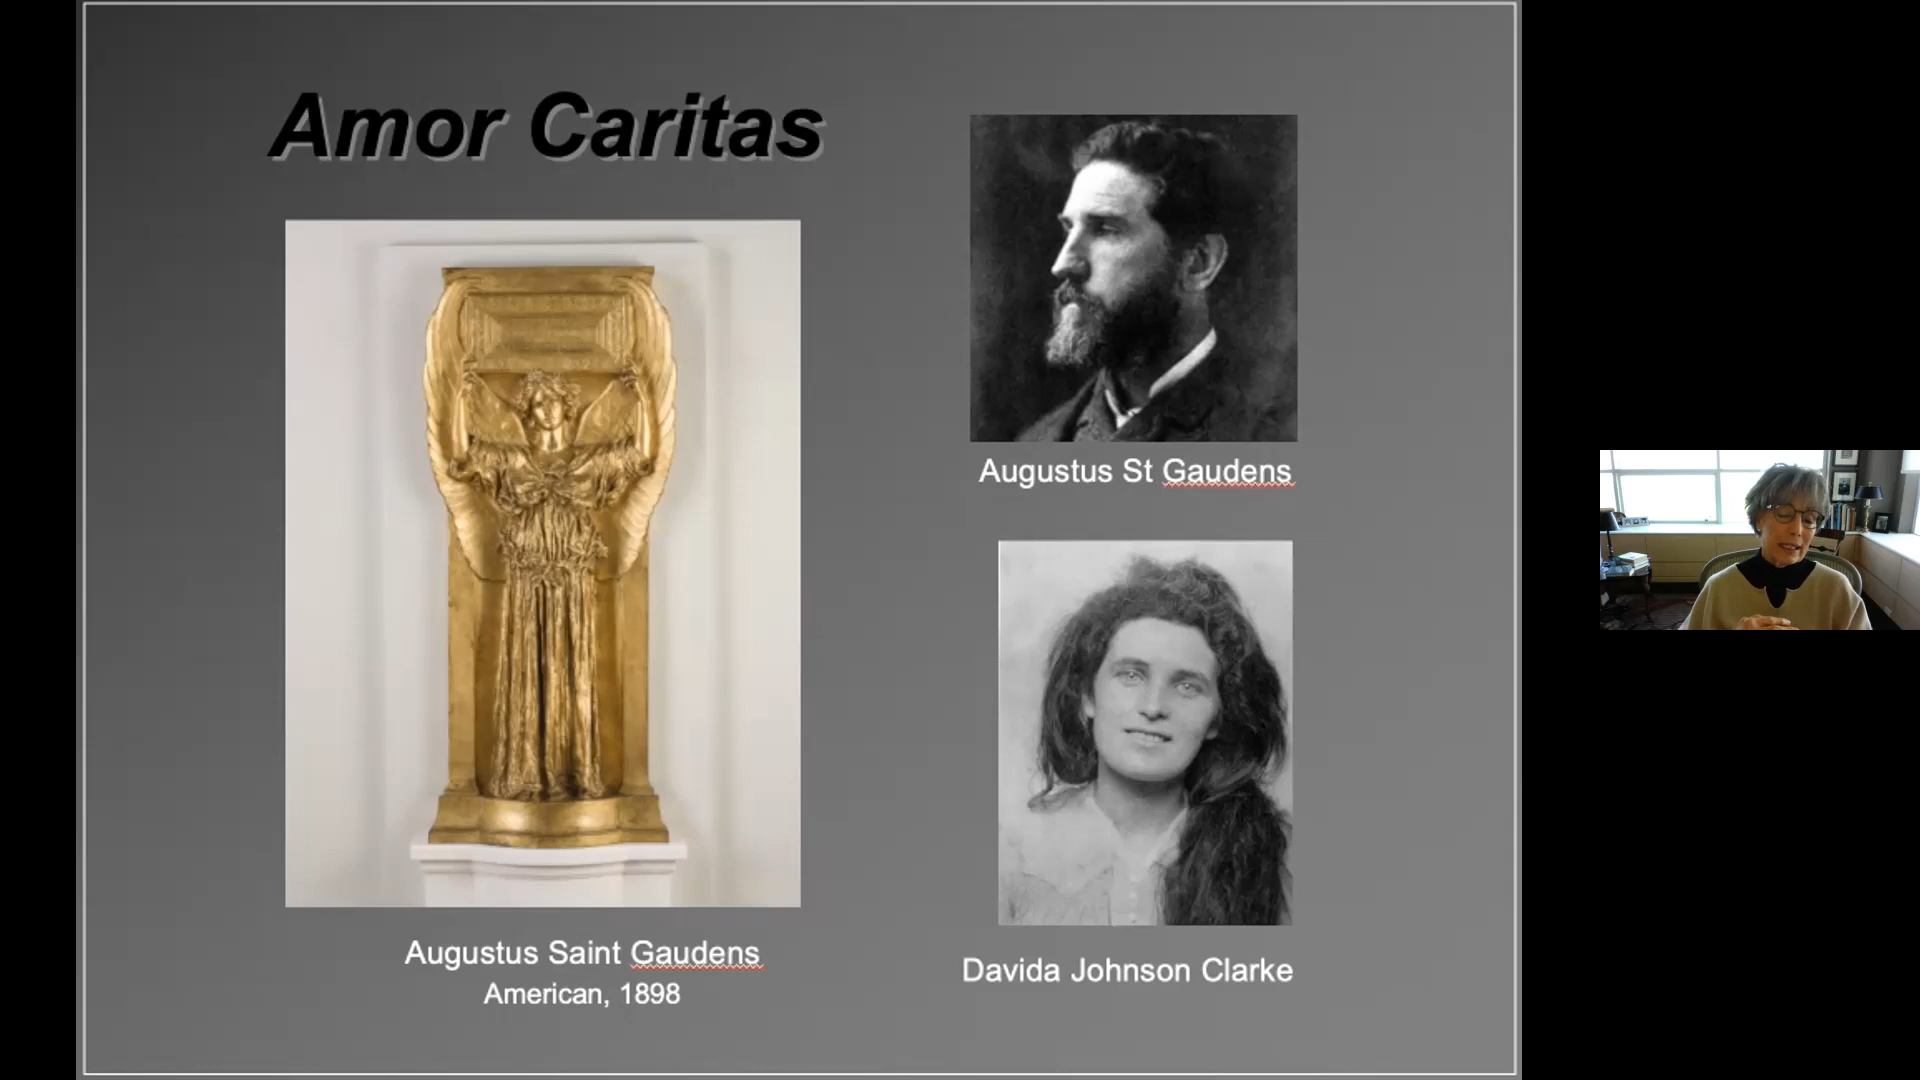 Amor Caritas
Augustus St Gaudens
Augustus Saint Gaudens
American, 1898
Davida Johnson Clarke